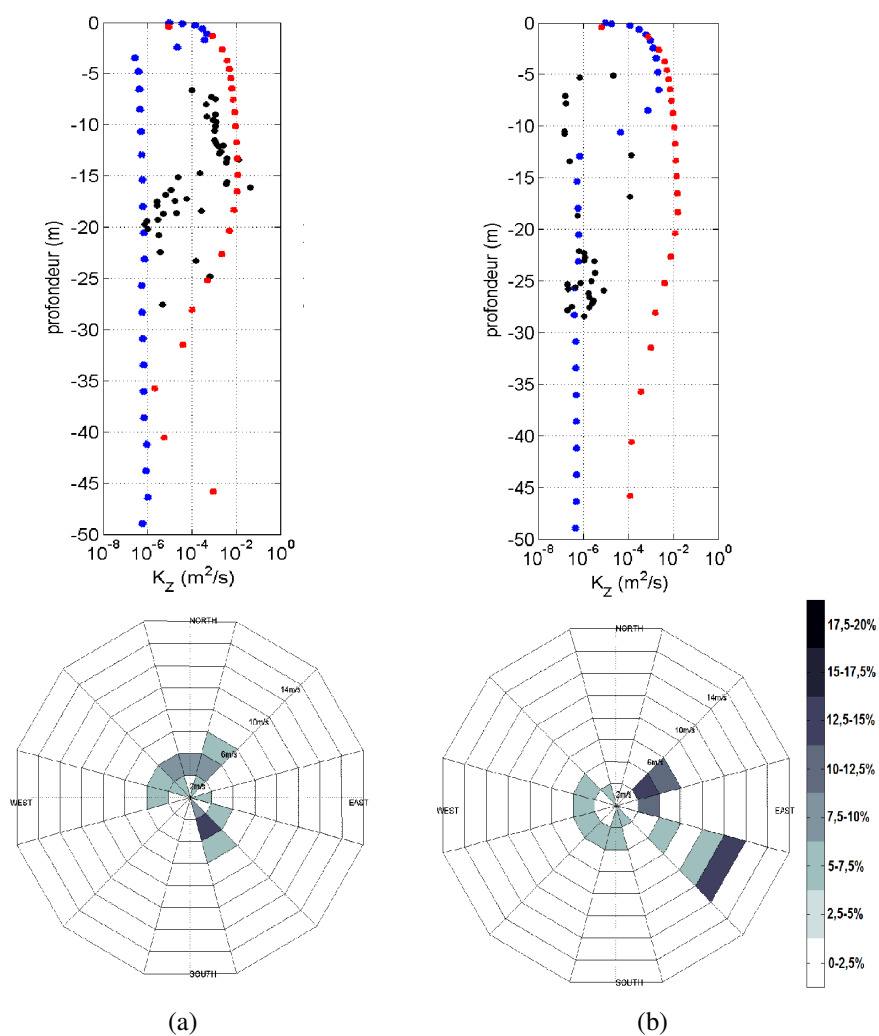 0
-5
-10
-15
-20
-25
-30
-35
-40
-45
-50
profondeur (m)
10^-8 10^-6 10^-4 10^-2 10^0
K_Z (m^2/s)
0
-5
-10
-15
-20
-25
-30
-35
-40
-45
-50
profondeur (m)
10^-8 10^-6 10^-4 10^-2 10^0
K_Z (m^2/s)
NORTH
14m/s
10m/s
6m/s
2m/s
WEST
EAST
SOUTH
NORTH
14m/s
10m/s
6m/s
2m/s
WEST
EAST
SOUTH
17,5-20%
15-17,5%
12,5-15%
10-12,5%
7,5-10%
5-7,5%
2,5-5%
0-2,5%
(a)
(b)